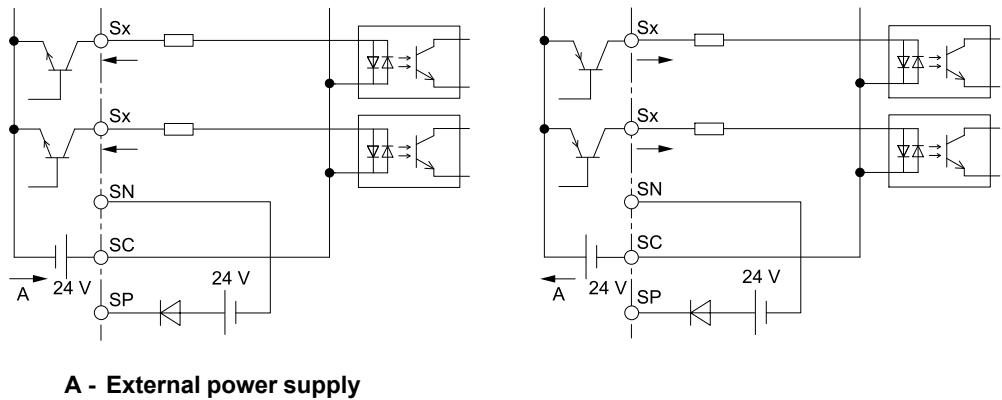 Sx
Sx
SN
SC
24 V
24 V
A
SP
Sx
Sx
SN
SC
24 V
24 V
A
SP
A - External power supply